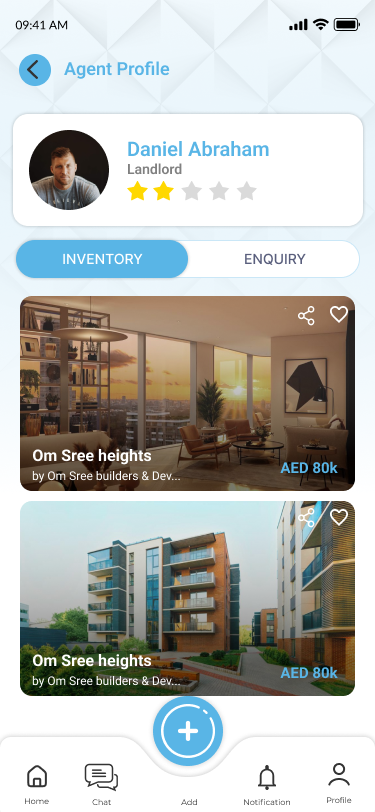 09:41 AM
Agent Profile
Daniel Abraham
Landlord
INVENTORY
ENQUIRY
Om Sree heights
by Om Sree builders & Dev...
AED 80k
Om Sree heights
by Om Sree builders & Dev...
AED 80k
Home
Chat
Add
Notification
Profile